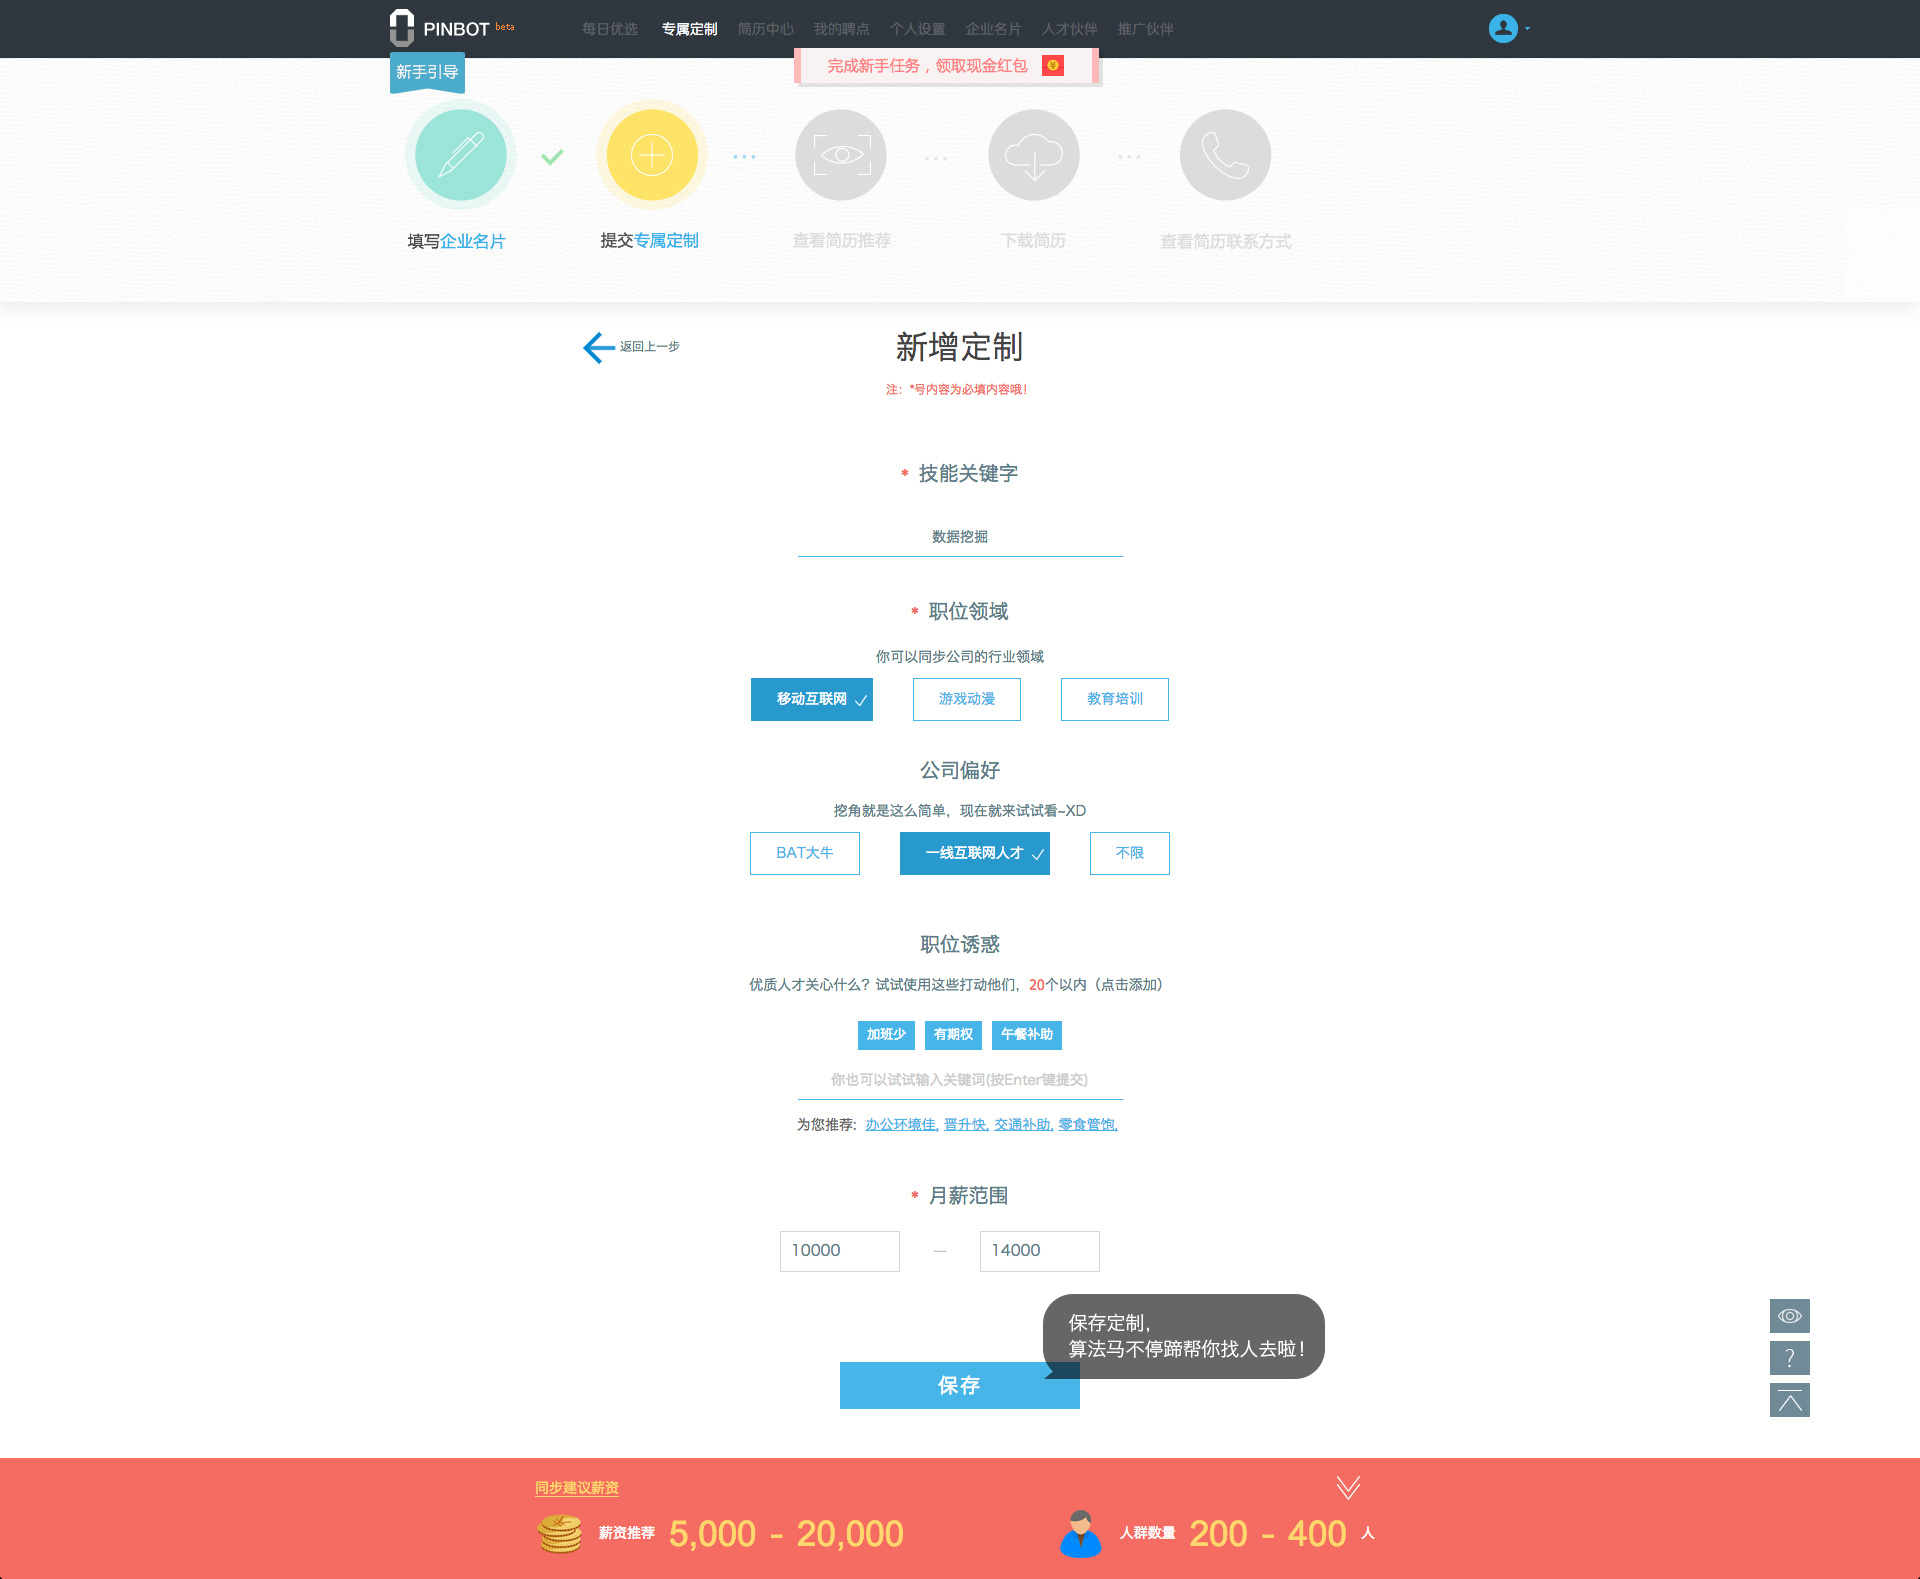 PINBOT beta 每日优选 专属定制 简历中心 我的聘点 个人设置 企业名片 人才伙伴 推广伙伴
新手引导
完成新手任务，领取现金红包 ¥
填写企业名片 提交专属定制 查看简历推荐 下载简历 查看简历联系方式
返回上一步
新增定制
注：*号内容为必填内容哦！
* 技能关键字
数据挖掘
* 职位领域
你可以同步公司的行业领域
移动互联网 游戏动漫 教育培训
公司偏好
挖角就是这么简单，现在就来试试看~XD
BAT大牛 一线互联网人才 不限
职位诱惑
优质人才关心什么？试试使用这些打动他们，20个以内（点击添加）
加班少 有期权 午餐补助
你也可以试试输入关键词(按Enter键提交)
为您推荐：办公环境佳, 晋升快, 交通补助, 零食管饱,
* 月薪范围
10000 — 14000
保存定制，
算法马不停蹄帮你找人去啦！
保存
?
同步建议薪资
薪资推荐 5,000 - 20,000 人群数量 200 - 400 人